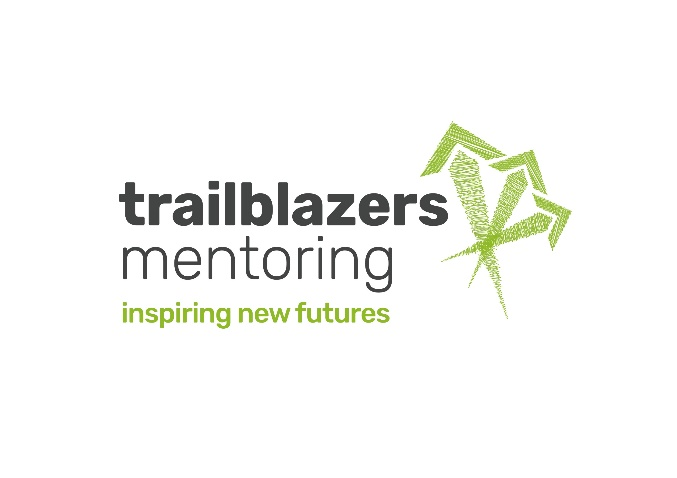 trailblazers
mentoring
inspiring new futures